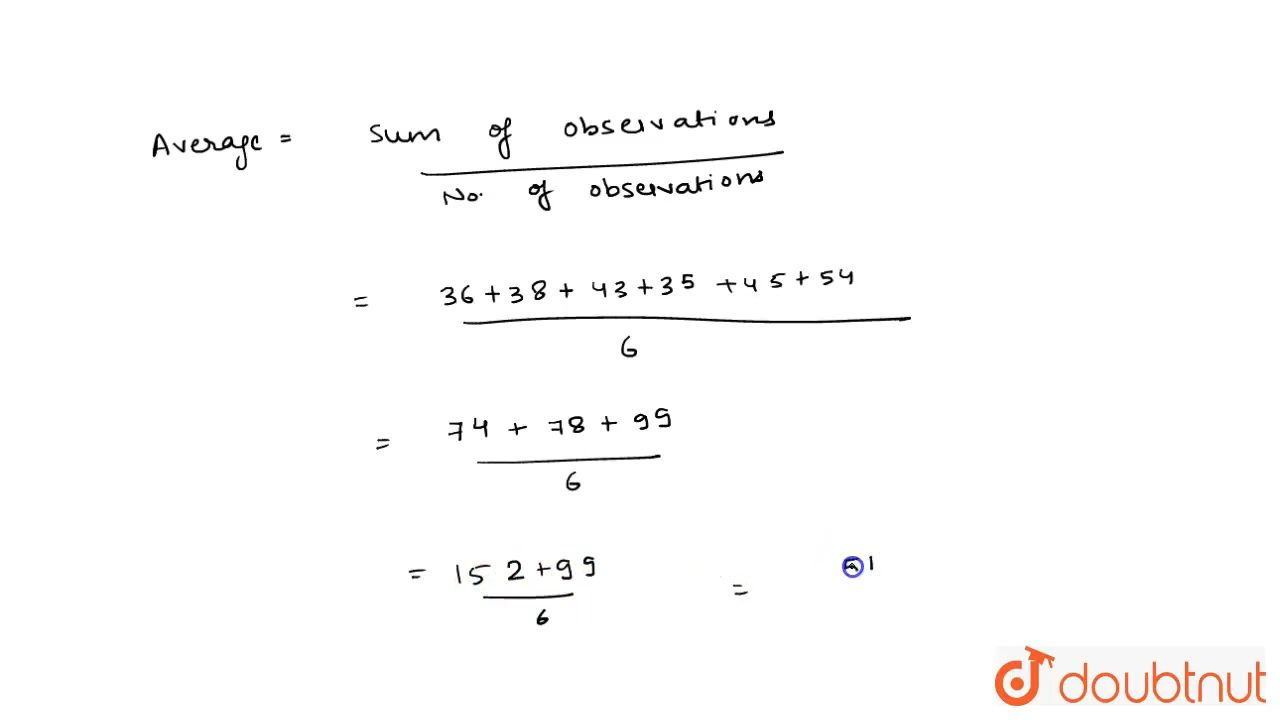 Average = Sum of observations
No. of observations
= 36 + 38 + 43 + 35 + 45 + 54
6
= 74 + 78 + 99
6
= 152 + 99 = 51
6
doubtnut